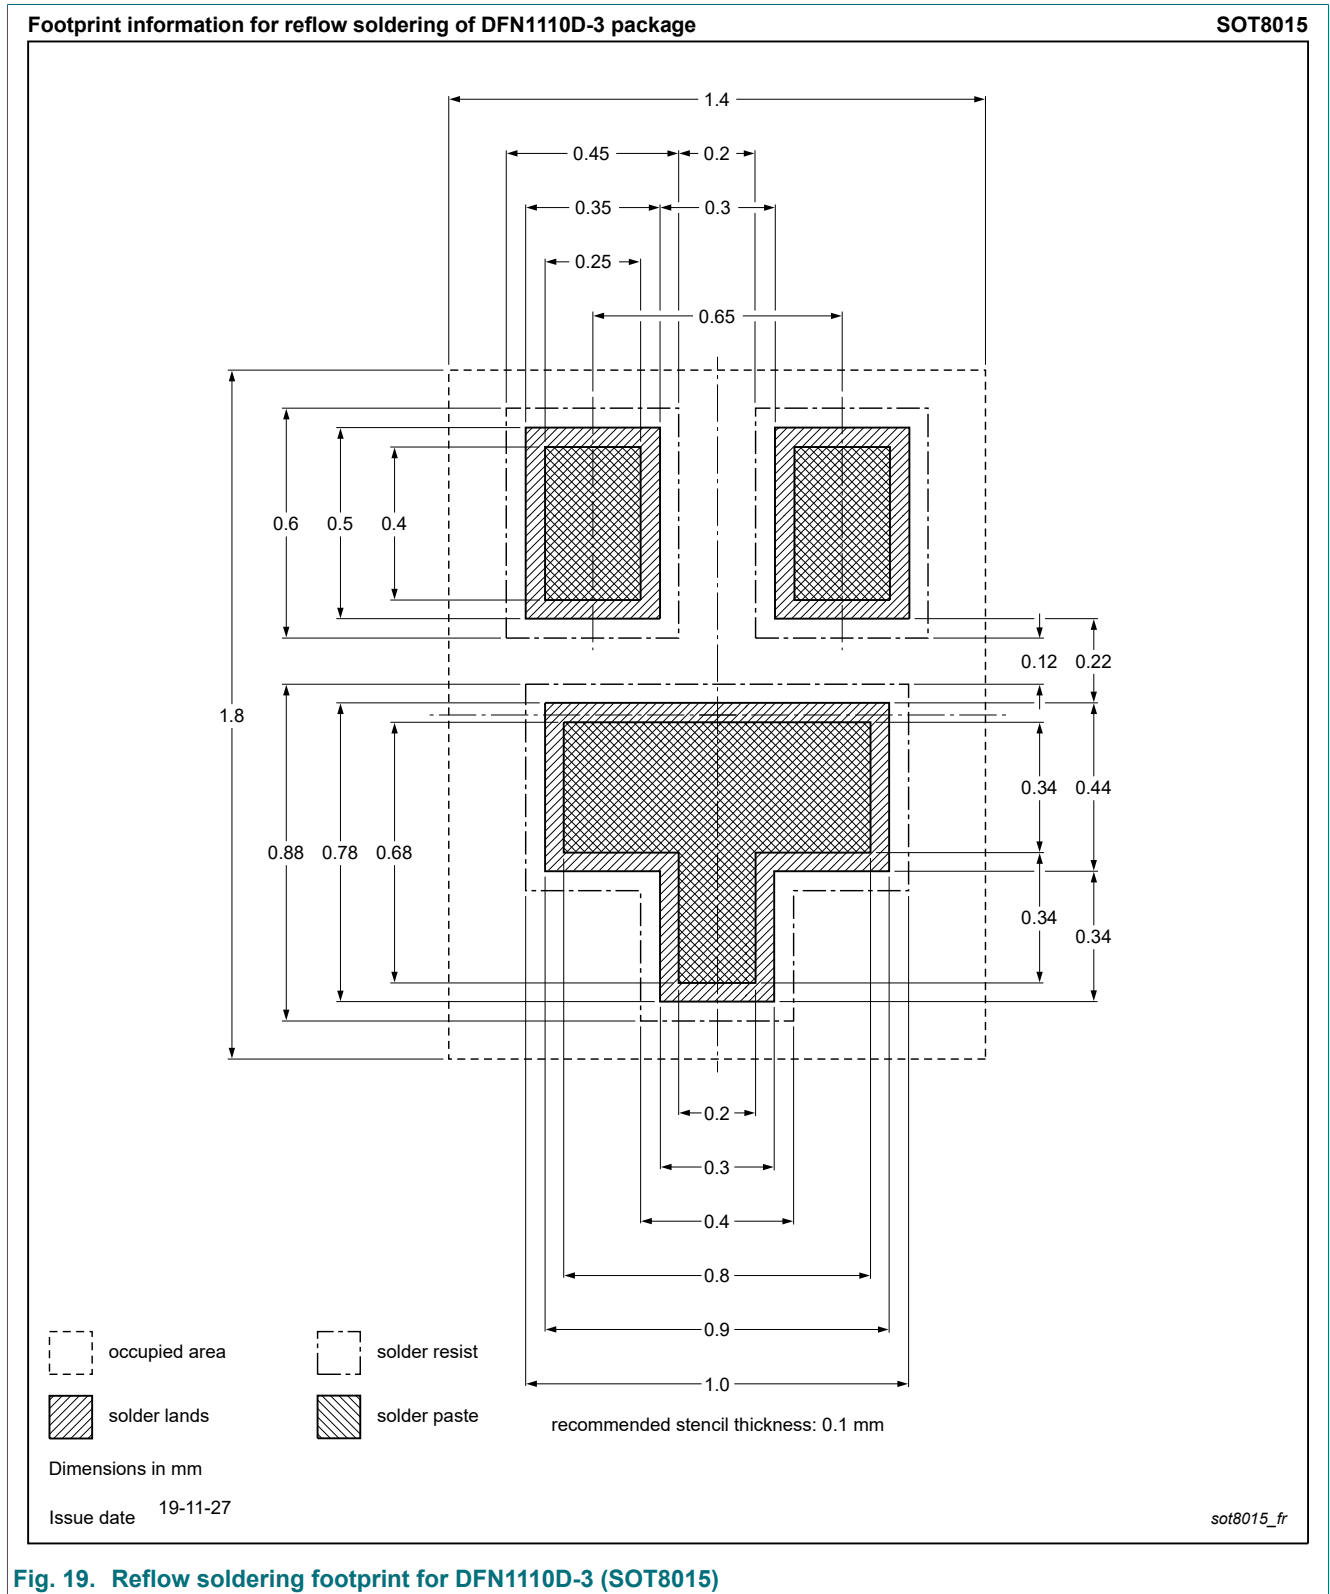 Footprint information for reflow soldering of DFN1110D-3 package SOT8015
1.4
0.45 0.2
0.35 0.3
0.25
0.65
0.6 0.5 0.4
0.12 0.22
1.8
0.34 0.44
0.88 0.78 0.68
0.34 0.34
0.2
0.3
0.4
0.8
0.9
1.0
occupied area solder resist
solder lands solder paste recommended stencil thickness: 0.1 mm
Dimensions in mm
Issue date 19-11-27 sot8015_fr
Fig. 19. Reflow soldering footprint for DFN1110D-3 (SOT8015)